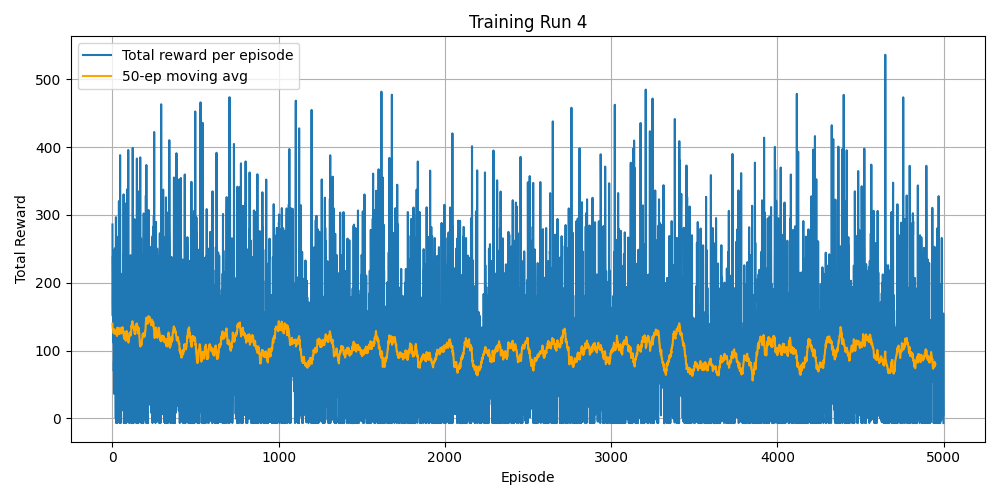 Training Run 4
Total reward per episode
50-ep moving avg
Total Reward
500
400
300
200
100
0
0 1000 2000 3000 4000 5000
Episode